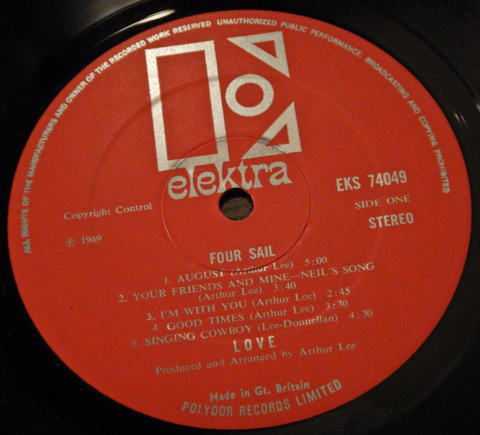 ALL RIGHTS OF THE MANUFACTURERS AND OWNER OF THE RECORDED WORK RESERVED UNAUTHORIZED PUBLIC PERFORMANCE, BROADCASTING AND COPYING PROHIBITED
elektra
EKS 74049
Copyright Control
SIDE ONE
℗ 1969
STEREO
FOUR SAIL
1. AUGUST (Arthur Lee) 5:00
2. YOUR FRIENDS AND MINE—NEIL'S SONG
(Arthur Lee) 3:40
3. I'M WITH YOU (Arthur Lee) 2:45
4. GOOD TIMES (Arthur Lee) 3:30
5. SINGING COWBOY (Lee-Donnellan) 4:30
LOVE
Produced and Arranged by Arthur Lee
Made in Gt. Britain
POLYDOR RECORDS LIMITED